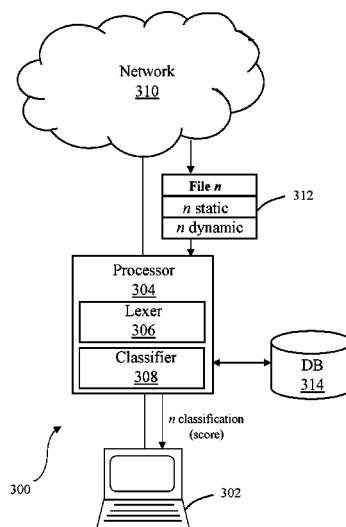 Network
310
File n
n static
n dynamic
312
Processor
304
Lexer
306
Classifier
308
DB
314
n classification
(score)
300
302